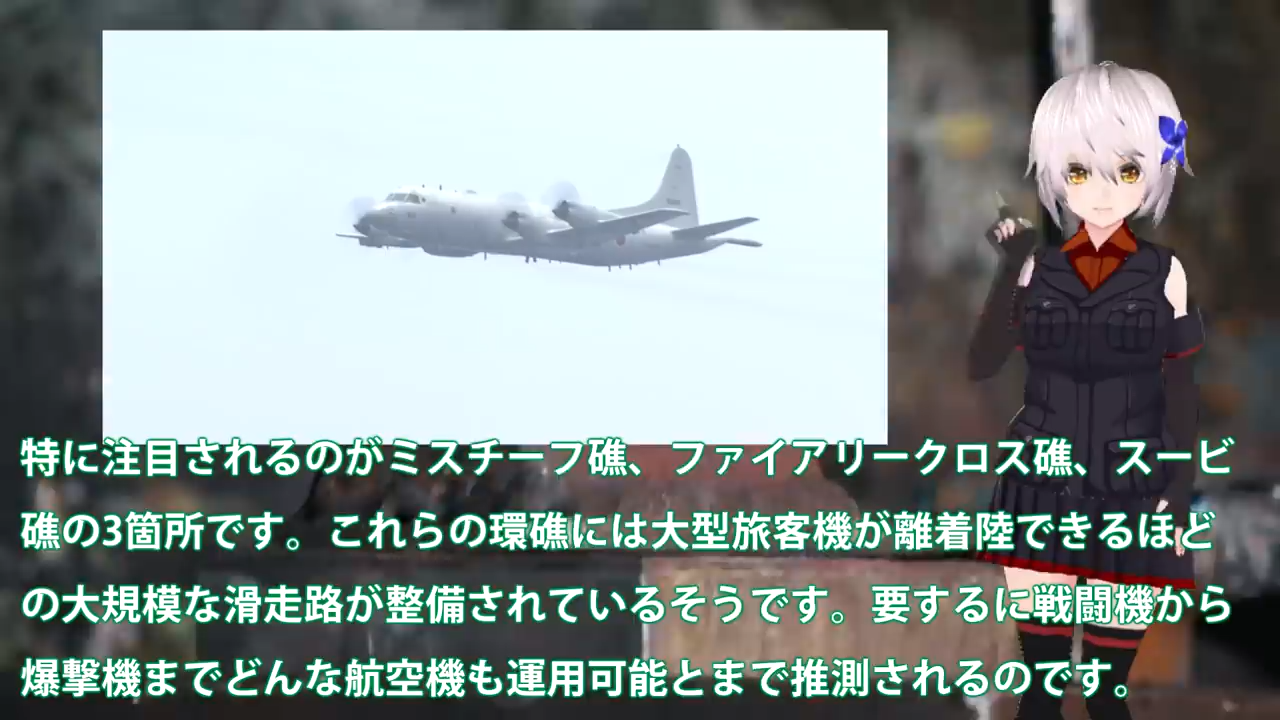 特に注目されるのがミスチーフ礁、ファイアリークロス礁、スービ
礁の3箇所です。これらの環礁には大型旅客機が離着陸できるほど
の大規模な滑走路が整備されているそうです。要するに戦闘機から
爆撃機までどんな航空機も運用可能とまで推測されるのです。